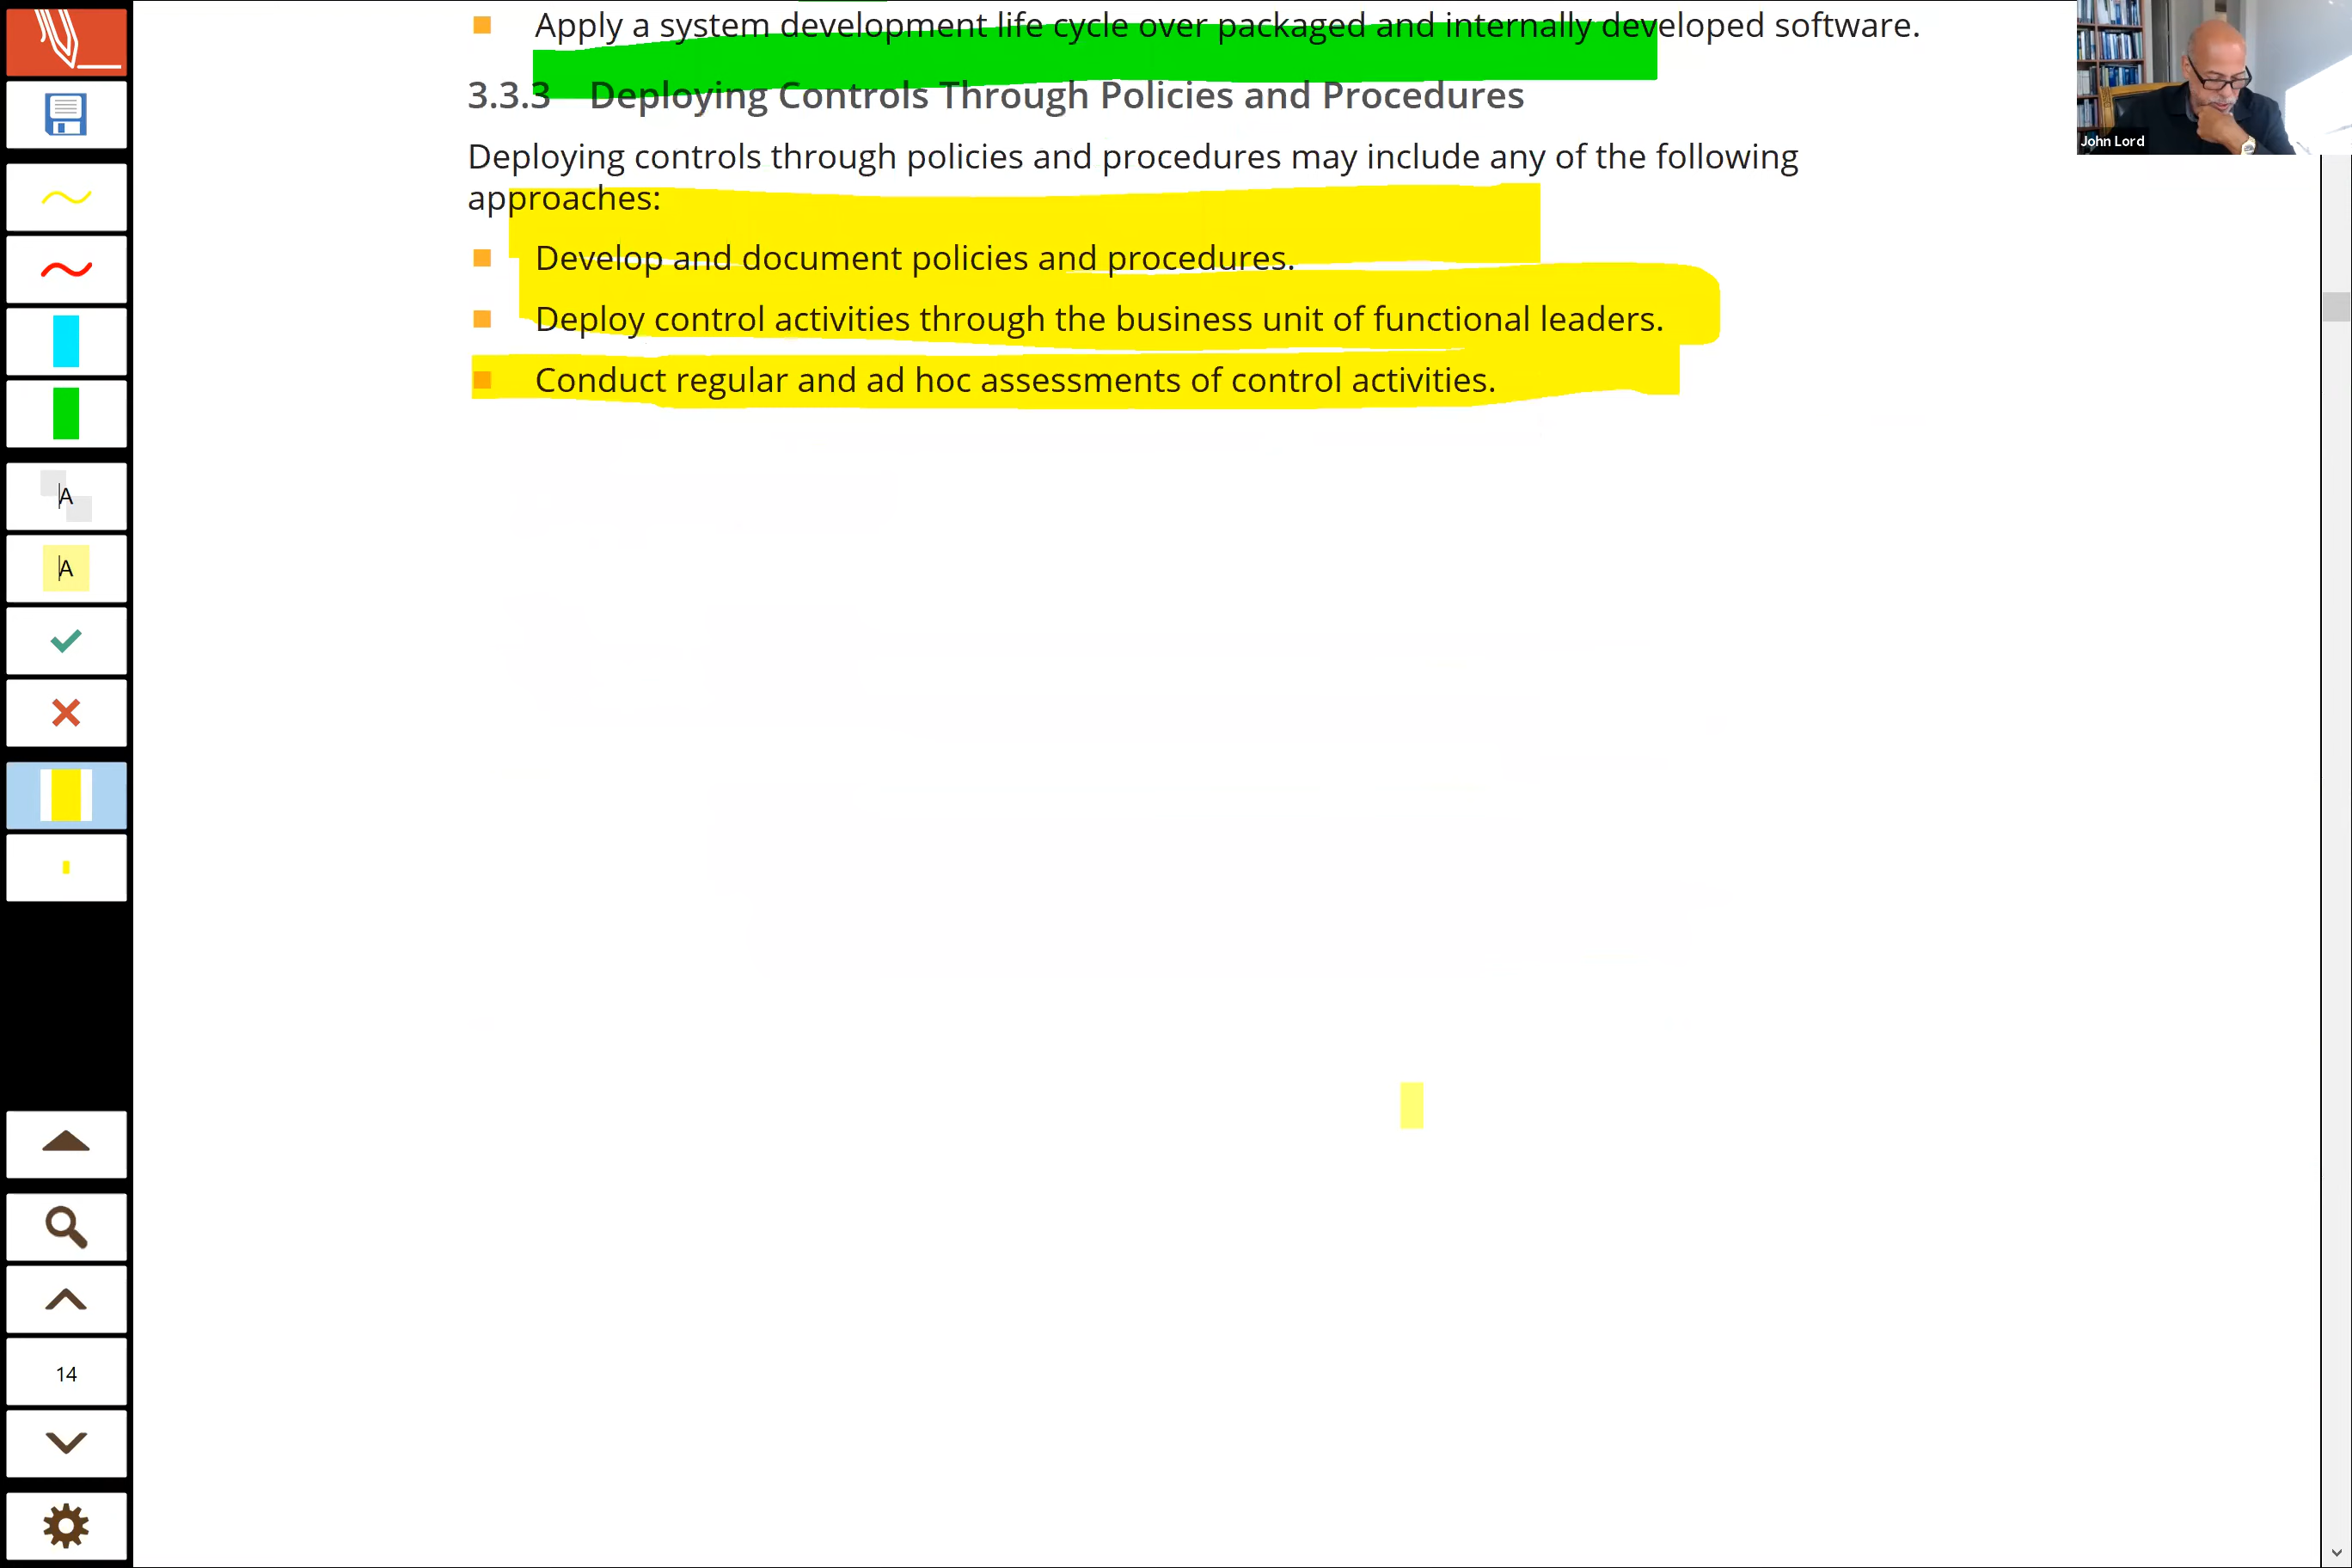 Apply a system development life cycle over packaged and internally developed software.
3.3.3 Deploying Controls Through Policies and Procedures
Deploying controls through policies and procedures may include any of the following
approaches:
Develop and document policies and procedures.
Deploy control activities through the business unit of functional leaders.
Conduct regular and ad hoc assessments of control activities.
John Lord
A
A
14